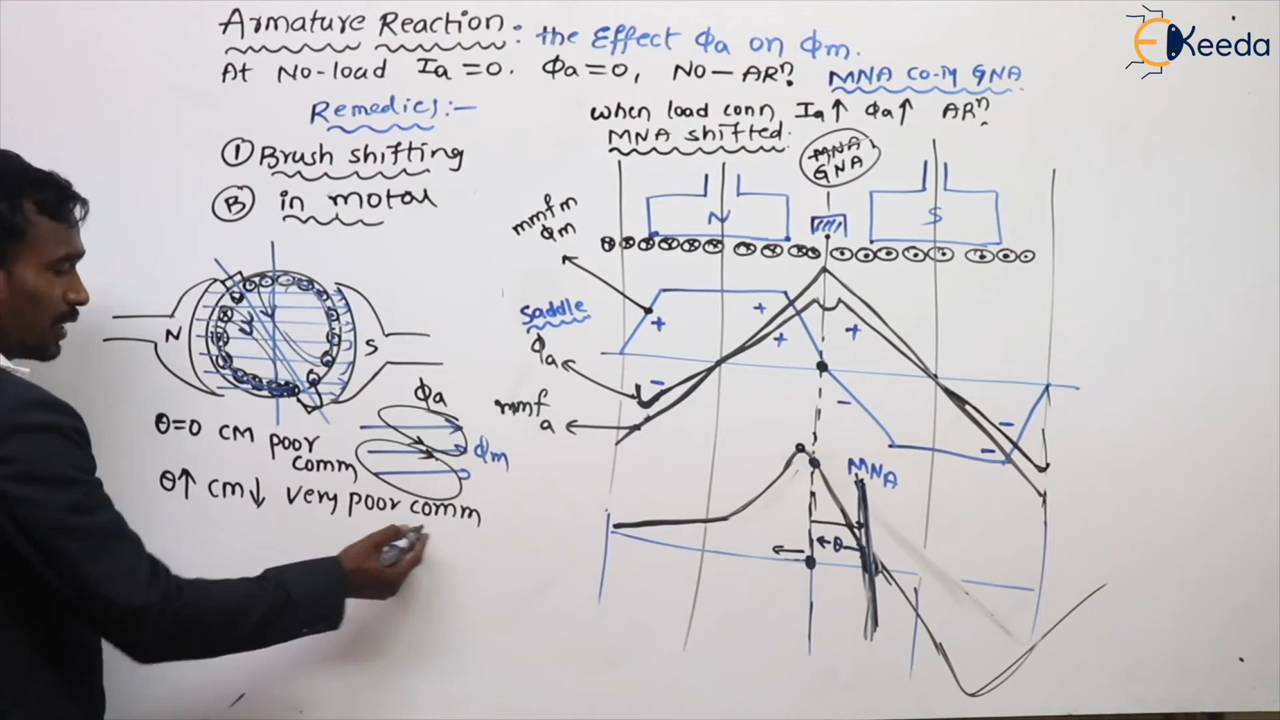 Armature Reaction: the Effect Φa on Φm.
At No-load Ia=0. Φa=0, No-ARn.
MNA co-in GNA
Remedies:-
when load conn Ia↑ Φa↑ ARn.
MNA shifted.
① Brush shifting
Ⓑ in motor
MNA
GNA
N
S
mmfm
Φm
Saddle
Φa
mmf
a
+
+
+
-
-
-
-
N
S
Φa
Φm
θ=0 CM poor
comm
θ↑ CM↓ very poor comm
MNA
←θ
EKeeda